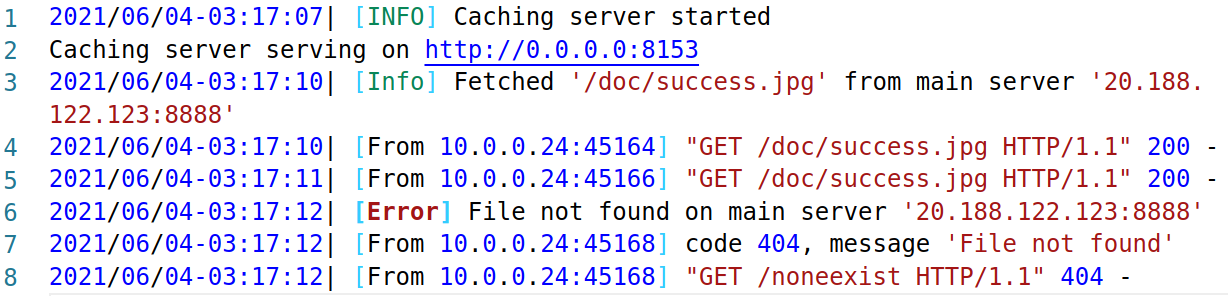 1 2021/06/04-03:17:07| [INFO] Caching server started
2 Caching server serving on http://0.0.0.0:8153
3 2021/06/04-03:17:10| [Info] Fetched '/doc/success.jpg' from main server '20.188.
122.123:8888'
4 2021/06/04-03:17:10| [From 10.0.0.24:45164] "GET /doc/success.jpg HTTP/1.1" 200 -
5 2021/06/04-03:17:11| [From 10.0.0.24:45166] "GET /doc/success.jpg HTTP/1.1" 200 -
6 2021/06/04-03:17:12| [Error] File not found on main server '20.188.122.123:8888'
7 2021/06/04-03:17:12| [From 10.0.0.24:45168] code 404, message 'File not found'
8 2021/06/04-03:17:12| [From 10.0.0.24:45168] "GET /noneexist HTTP/1.1" 404 -